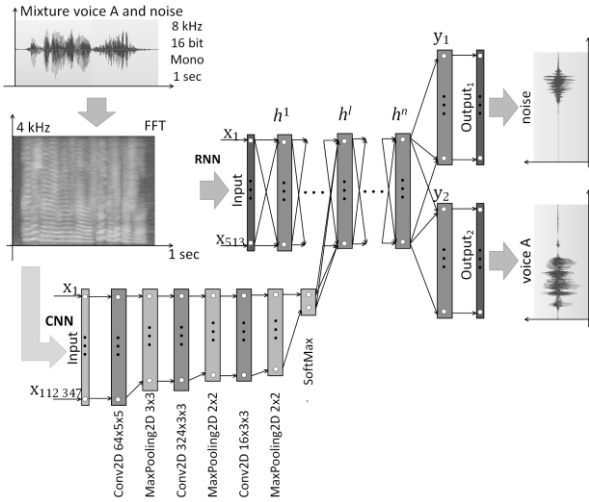 Mixture voice A and noise
8 kHz
16 bit
Mono
1 sec
4 kHz
FFT
1 sec
RNN
x1
x513
Input
h1
hl
hn
y1
Output1
noise
y2
Output2
voice A
CNN
x1
x112 347
Input
Conv2D 64x5x5
MaxPooling2D 3x3
Conv2D 324x3x3
MaxPooling2D 2x2
Conv2D 16x3x3
MaxPooling2D 2x2
SoftMax